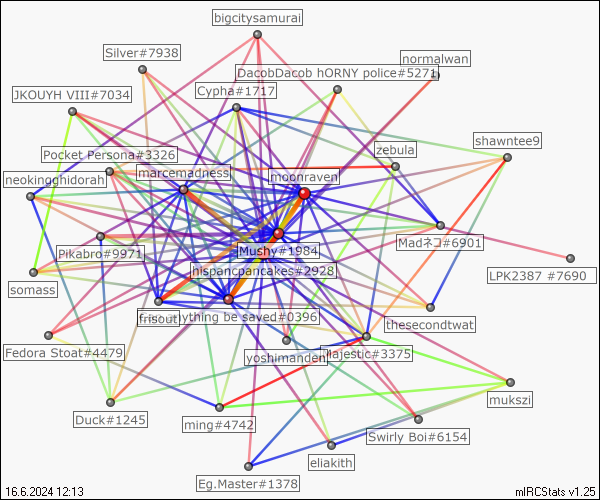 bigcitysamurai
Silver#7938
normalwan
DacobDacob hORNY police#5271
JKOUYH VIII#7034
Cypha#1717
shawntee9
zebula
Pocket Persona#3326
marcemadness
moonraven
neokingghidorah
Pikabro#9971
Mushy#1984
Madネコ#6901
hispanicpancakes#2928
LPK2387 #7690
somass
frisout
everything be saved#0396
thesecondtwat
Fedora Stoat#4479
yoshimanden
Majestic#3375
mukszi
Duck#1245
ming#4742
Swirly Boi#6154
eliakith
Eg.Master#1378
16.6.2024 12:13
mIRCStats v1.25